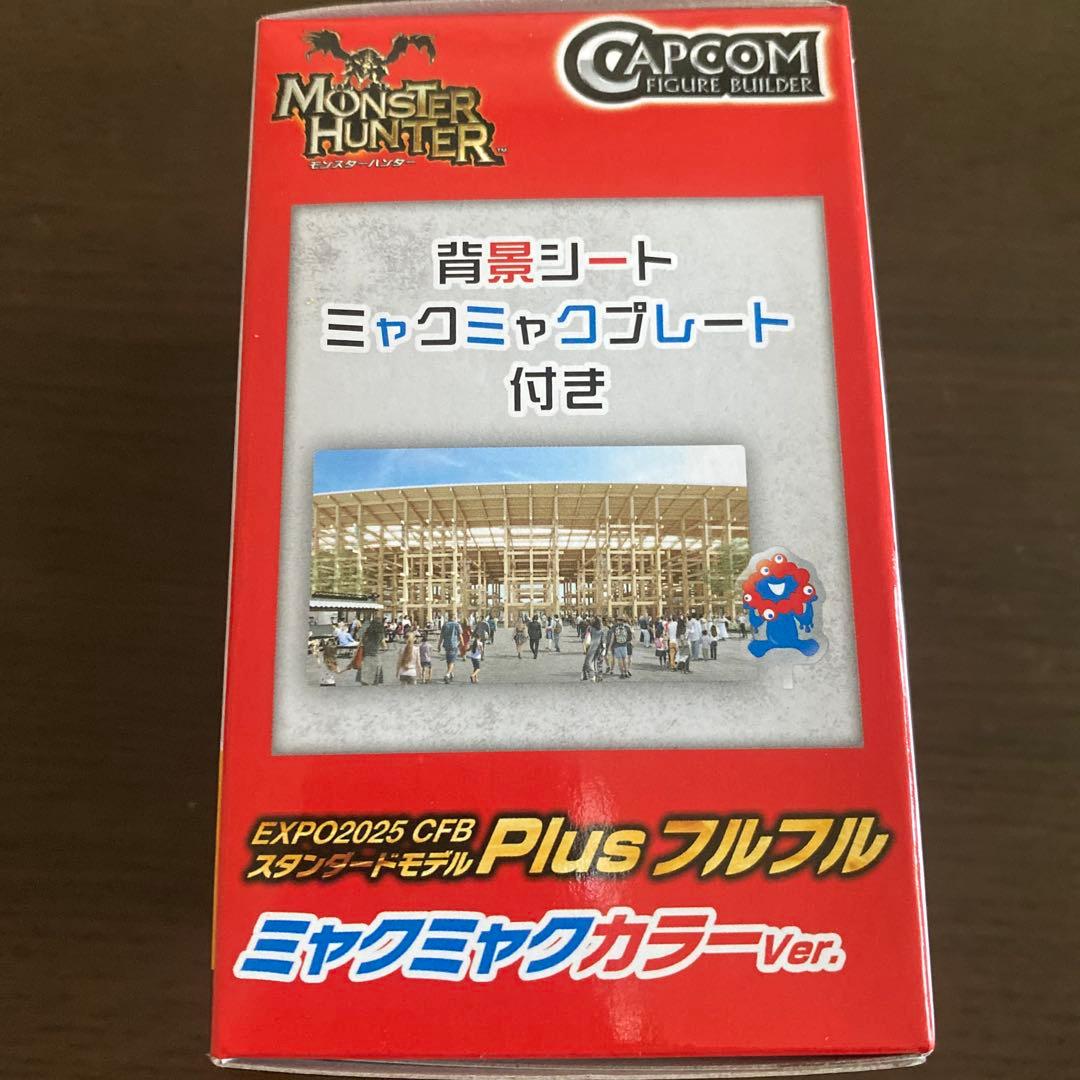 MONSTER HUNTER™
モンスターハンター
CAPCOM
FIGURE BUILDER
背景シート
ミャクミャクプレート
付き
EXPO2025 CFB
スタンダードモデル Plus フルフル
ミャクミャクカラーVer.